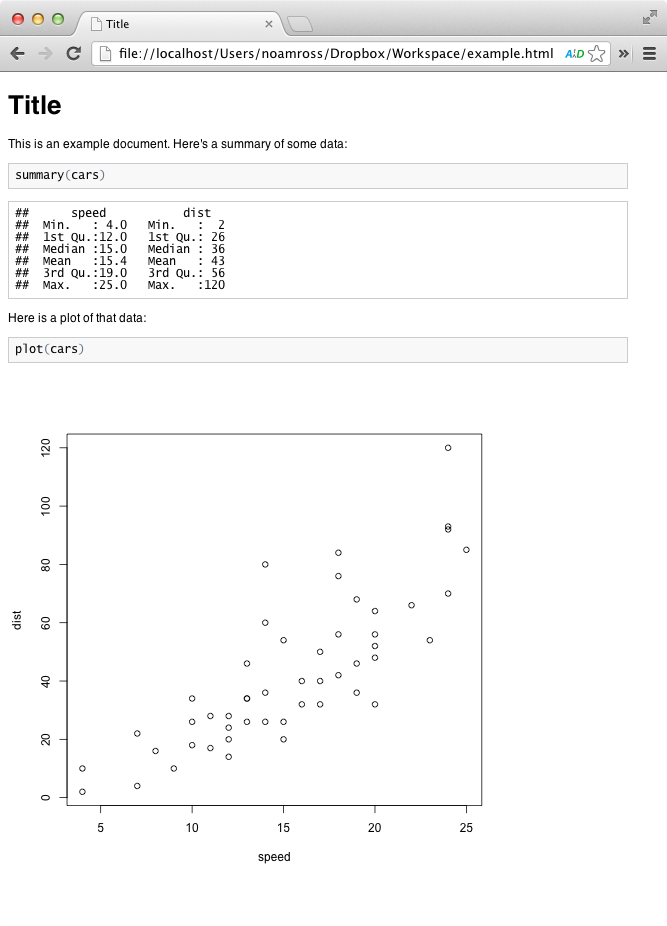 Title
file://localhost/Users/noamross/Dropbox/Workspace/example.html
A!D
»
Title
This is an example document. Here's a summary of some data:
summary(cars)
##      speed           dist
##  Min.   : 4.0   Min.   :  2
##  1st Qu.:12.0   1st Qu.: 26
##  Median :15.0   Median : 36
##  Mean   :15.4   Mean   : 43
##  3rd Qu.:19.0   3rd Qu.: 56
##  Max.   :25.0   Max.   :120
Here is a plot of that data:
plot(cars)
120
100
80
60
40
20
0
dist
5 10 15 20 25
speed